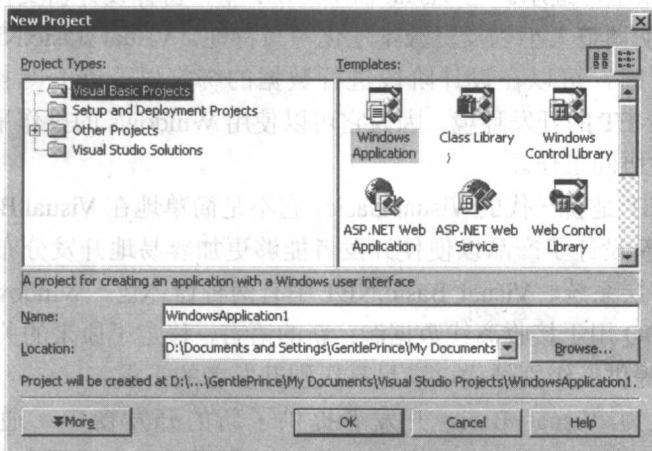 New Project
Project Types:
Templates:
Visual Basic Projects
Setup and Deployment Projects
Other Projects
Visual Studio Solutions
Windows Application
Class Library
Windows Control Library
ASP.NET Web Application
ASP.NET Web Service
Web Control Library
A project for creating an application with a Windows user interface
Name:
WindowsApplication1
Location:
D:\Documents and Settings\GentlePrince\My Documents
Browse...
Project will be created at D:\...\GentlePrince\My Documents\Visual Studio Projects\WindowsApplication1.
More
OK
Cancel
Help